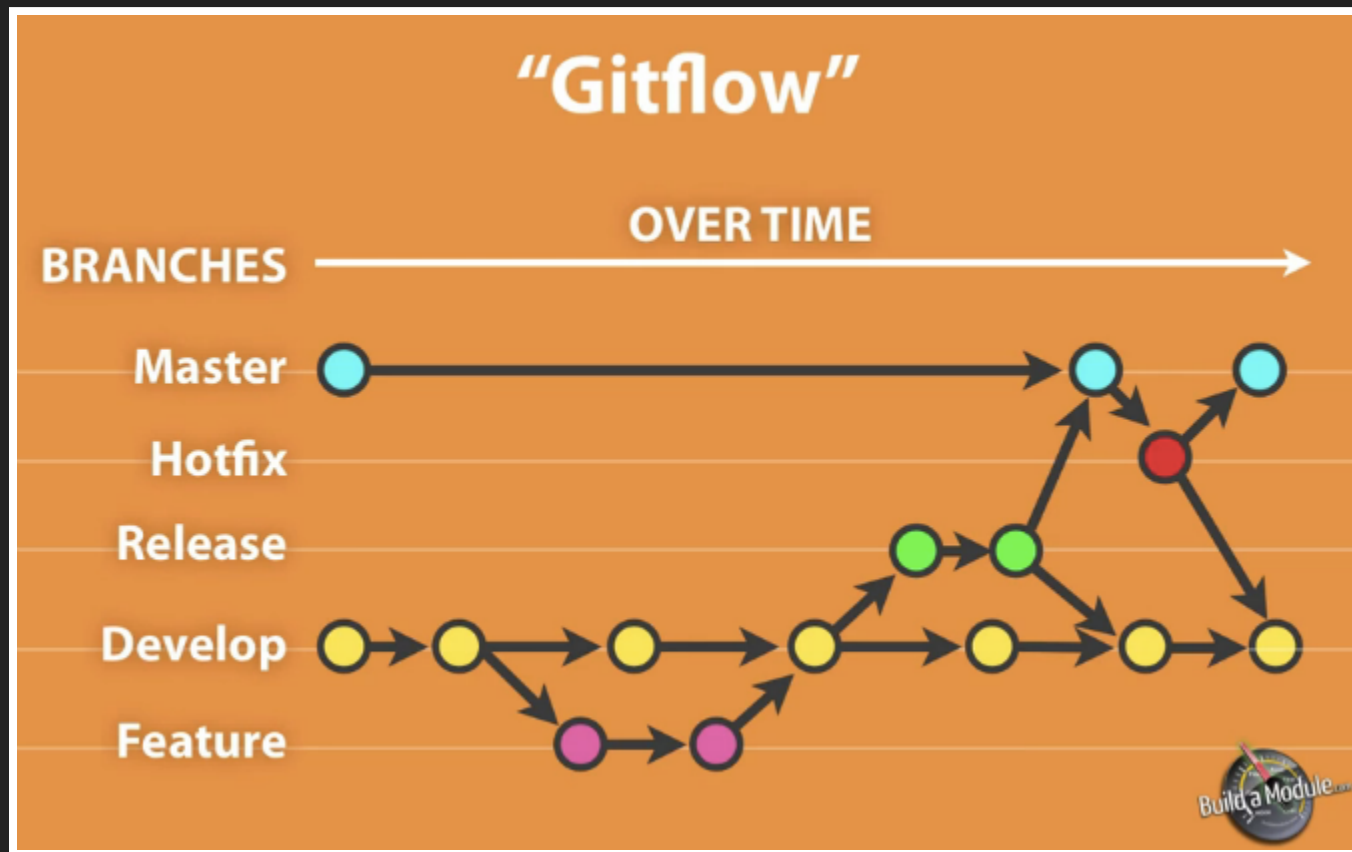 “Gitflow”
OVER TIME
BRANCHES
Master
Hotfix
Release
Develop
Feature
Build a Module